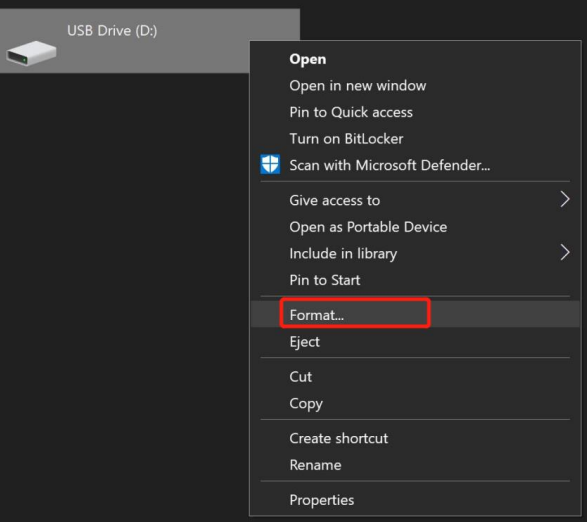 USB Drive (D:)
Open
Open in new window
Pin to Quick access
Turn on BitLocker
Scan with Microsoft Defender...
Give access to
Open as Portable Device
Include in library
Pin to Start
Format...
Eject
Cut
Copy
Create shortcut
Rename
Properties